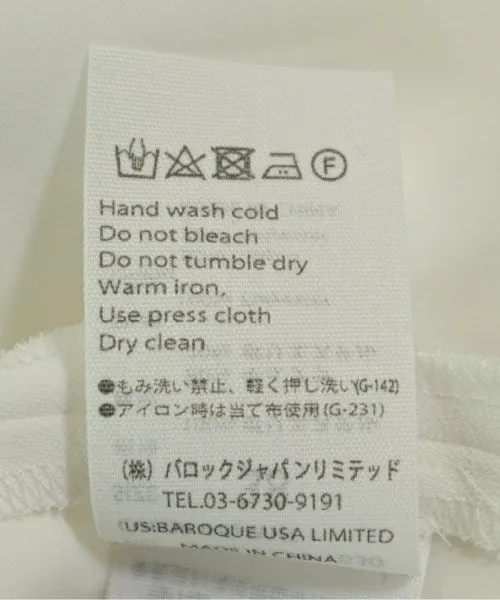 F
Hand wash cold
Do not bleach
Do not tumble dry
Warm iron,
Use press cloth
Dry clean
●もみ洗い禁止、軽く押し洗い(G-142)
●アイロン時は当て布使用(G-231)
(株) バロックジャパンリミテッド
TEL.03-6730-9191
US:BAROQUE USA LIMITED
MADE IN CHINA